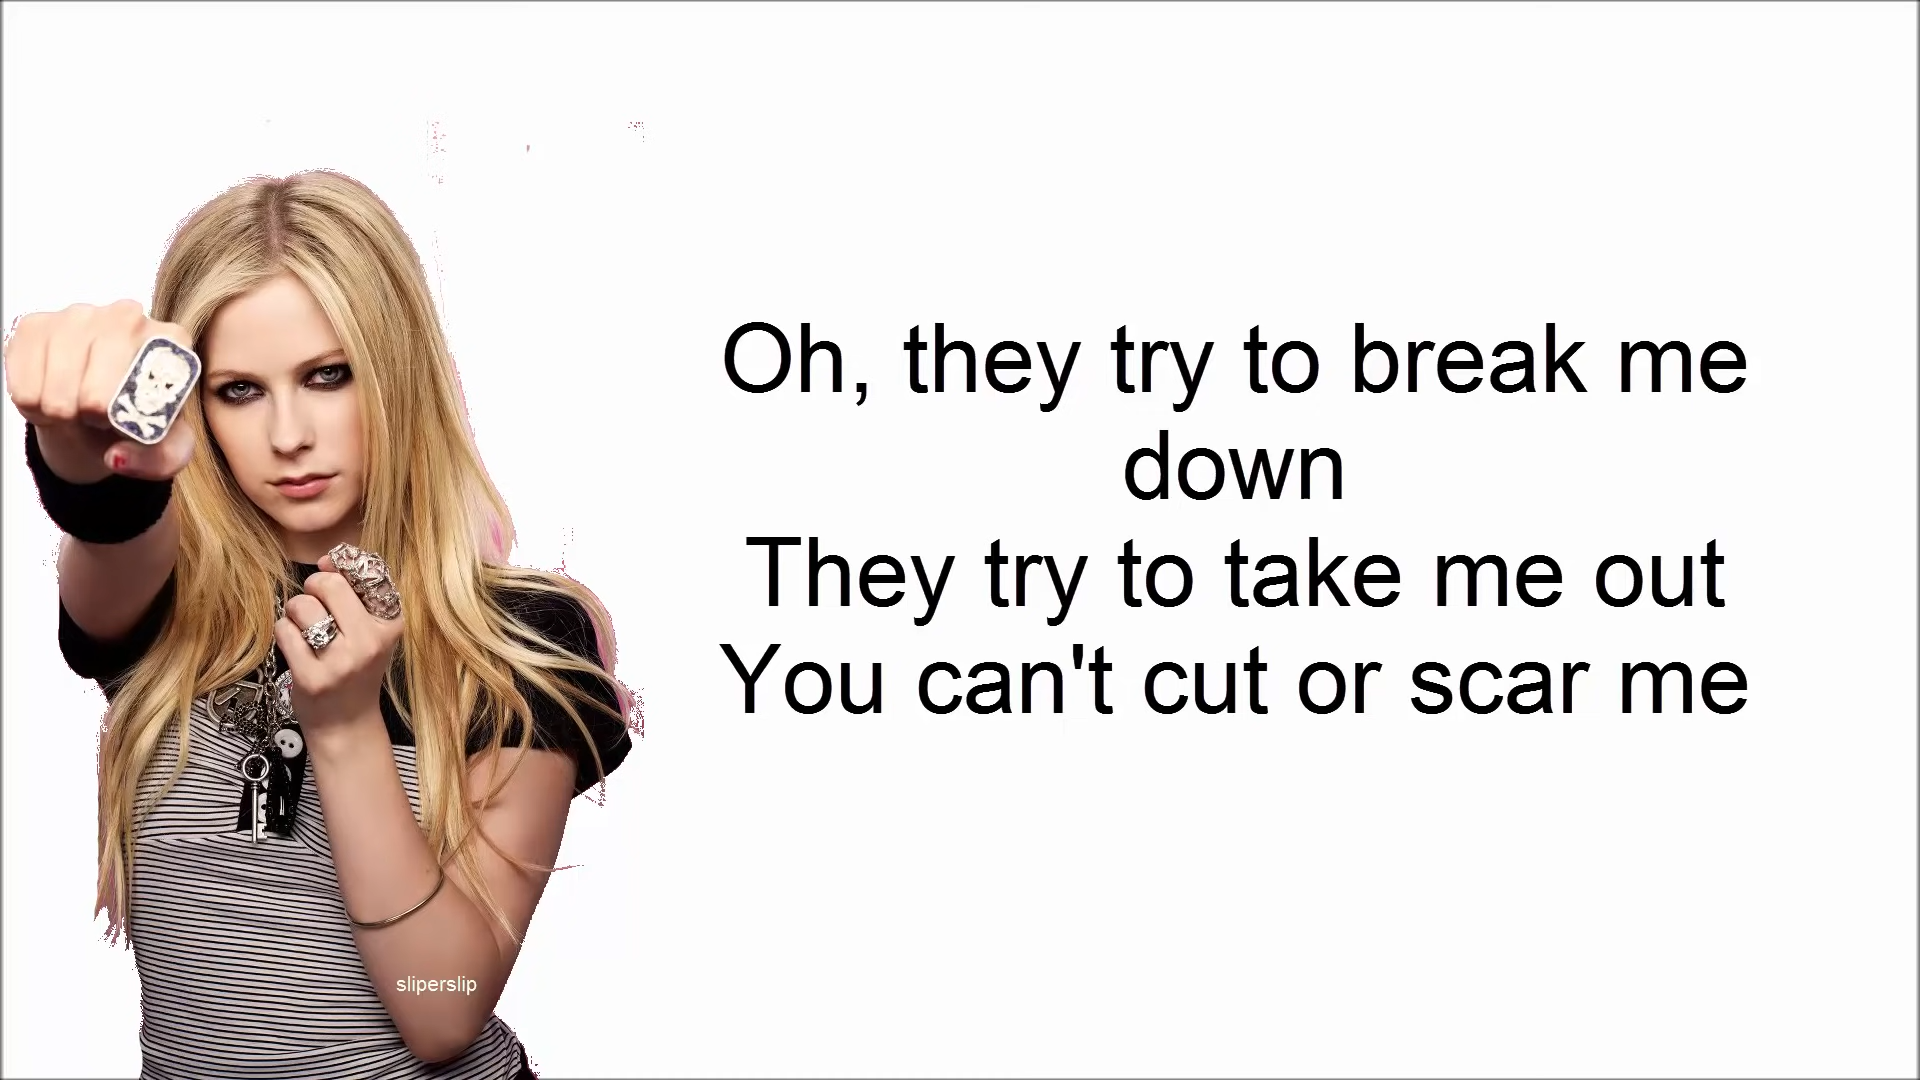 Oh, they try to break me
down
They try to take me out
You can't cut or scar me
sliperslip